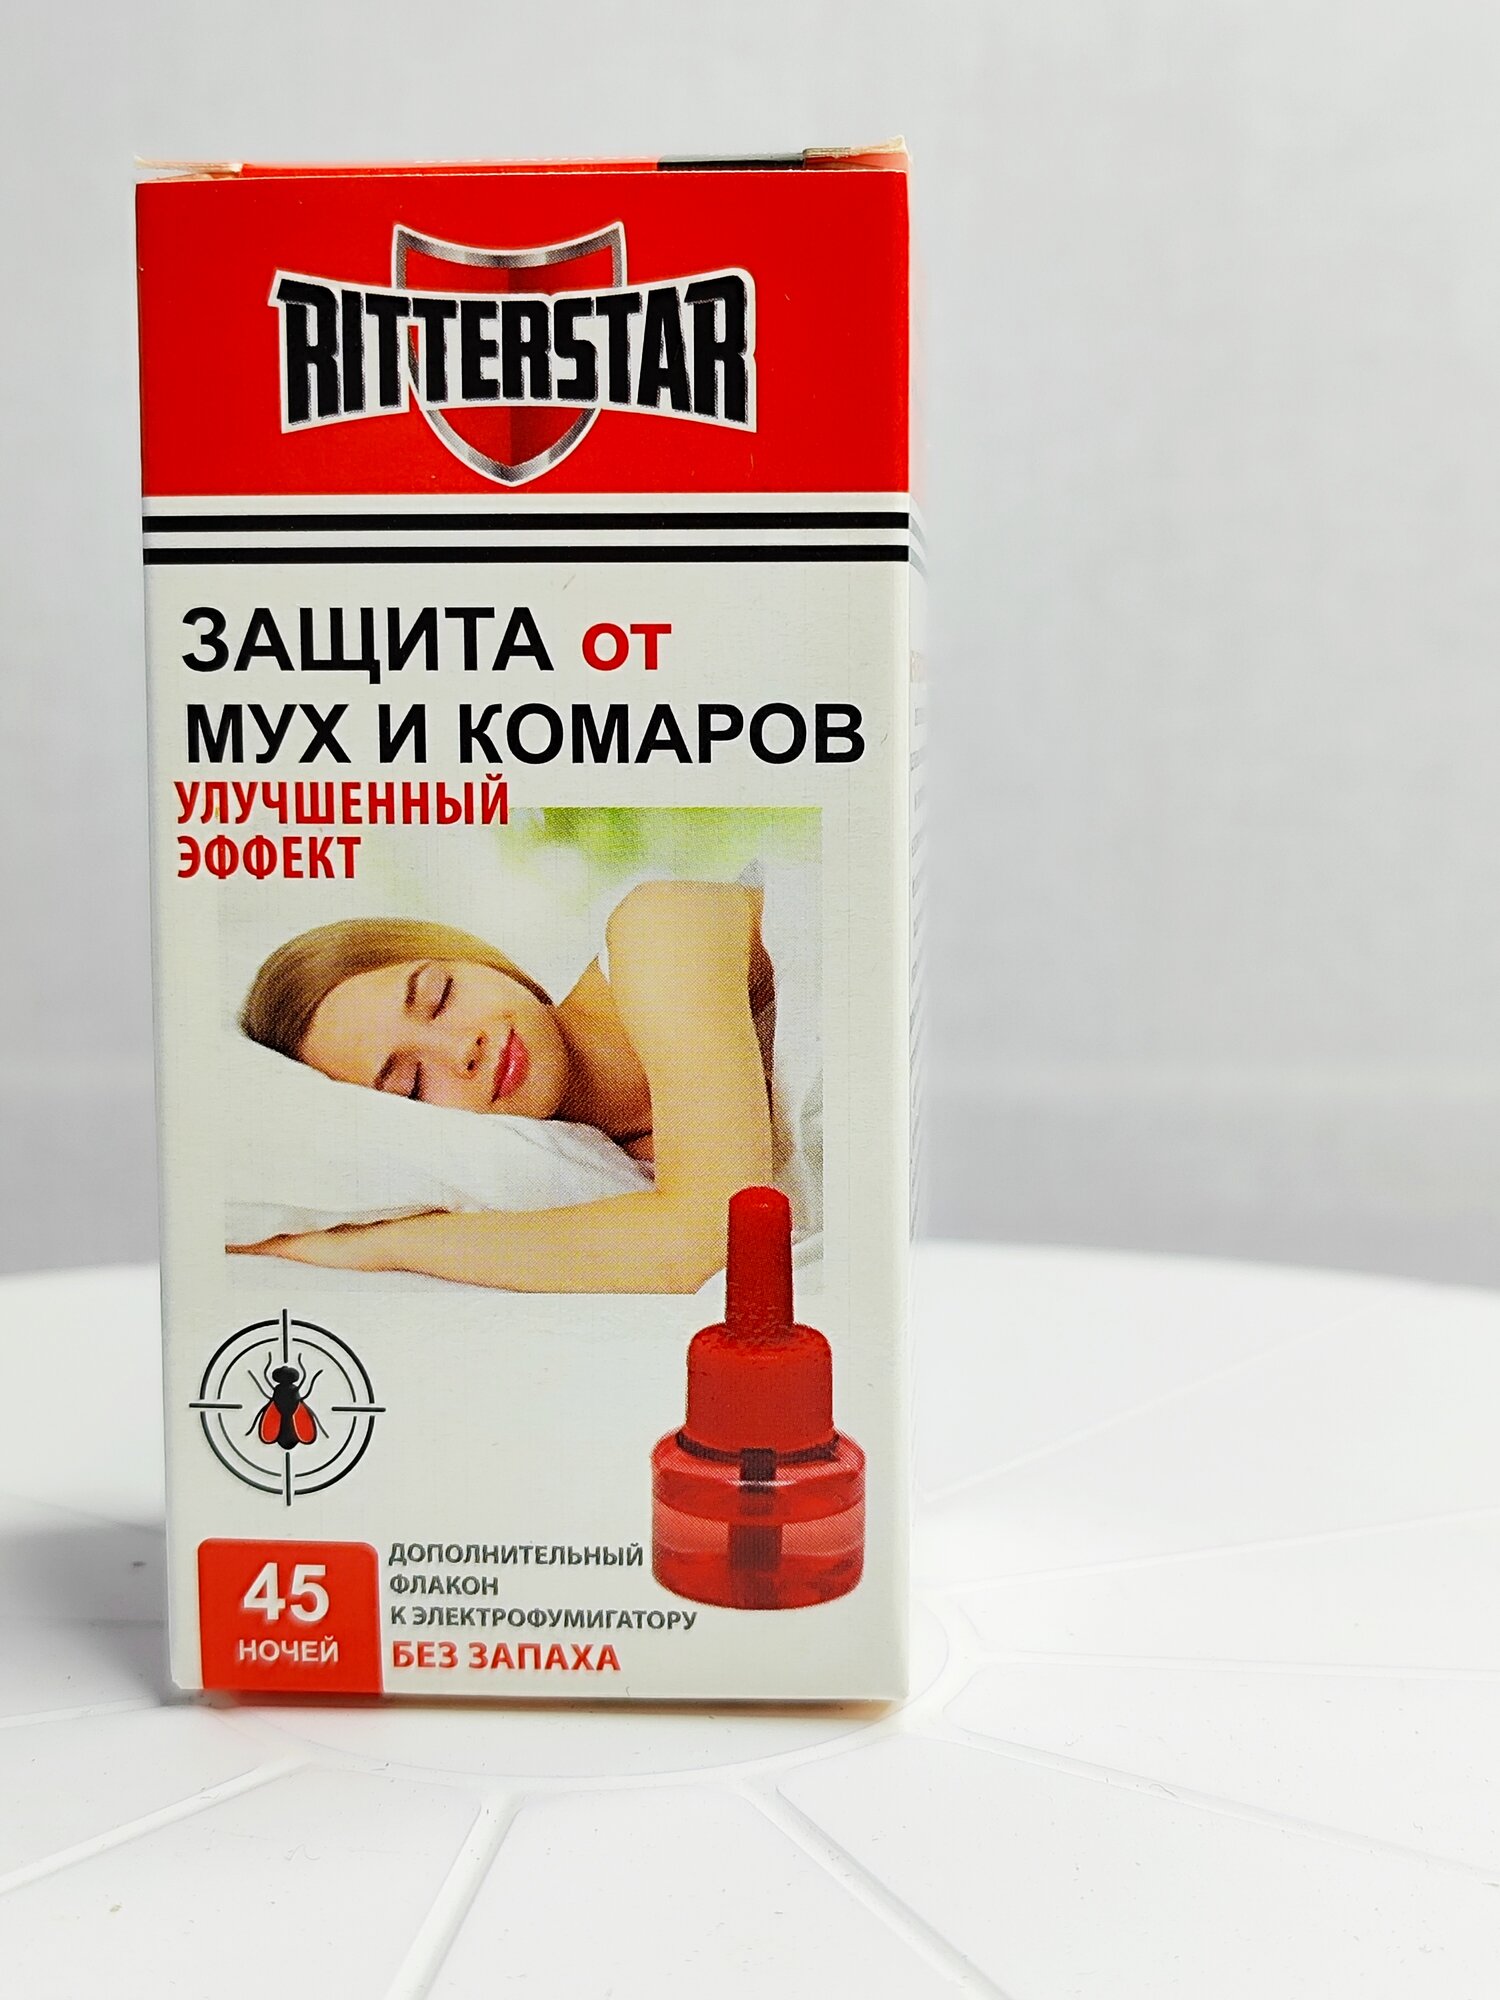 RITTERSTAR
ЗАЩИТА от
МУХ И КОМАРОВ
УЛУЧШЕННЫЙ
ЭФФЕКТ
45
НОЧЕЙ
ДОПОЛНИТЕЛЬНЫЙ
ФЛАКОН
К ЭЛЕКТРОФУМИГАТОРУ
БЕЗ ЗАПАХА